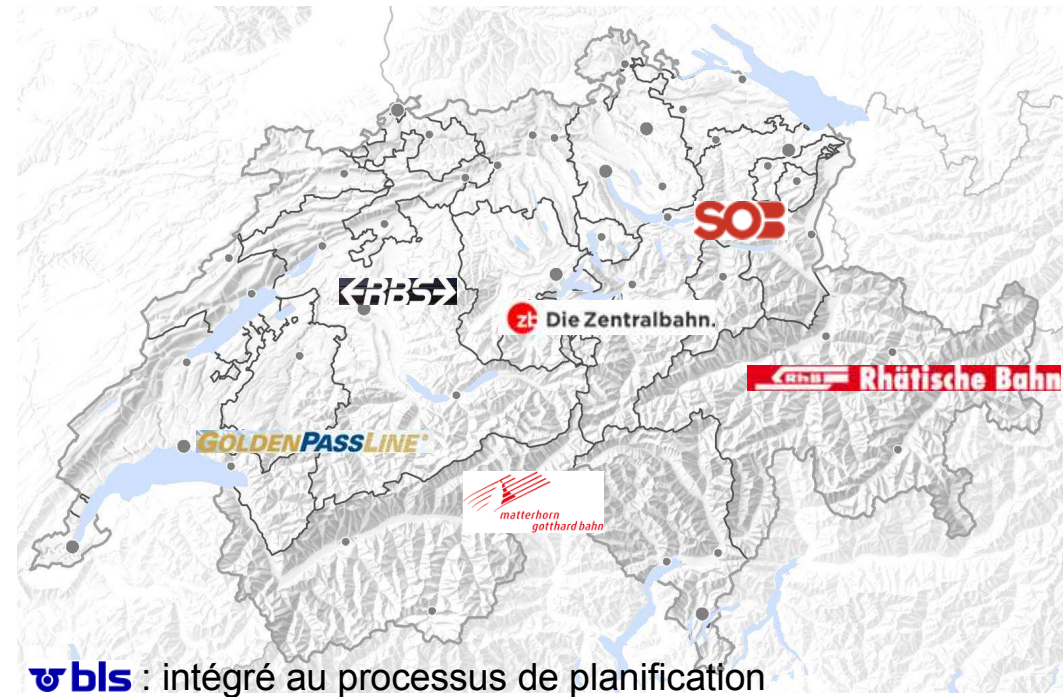 SOB
RBS
zb Die Zentralbahn.
RhB Rhätische Bahn
GOLDENPASSLINE®
matterhorn
gotthard bahn
bls : intégré au processus de planification